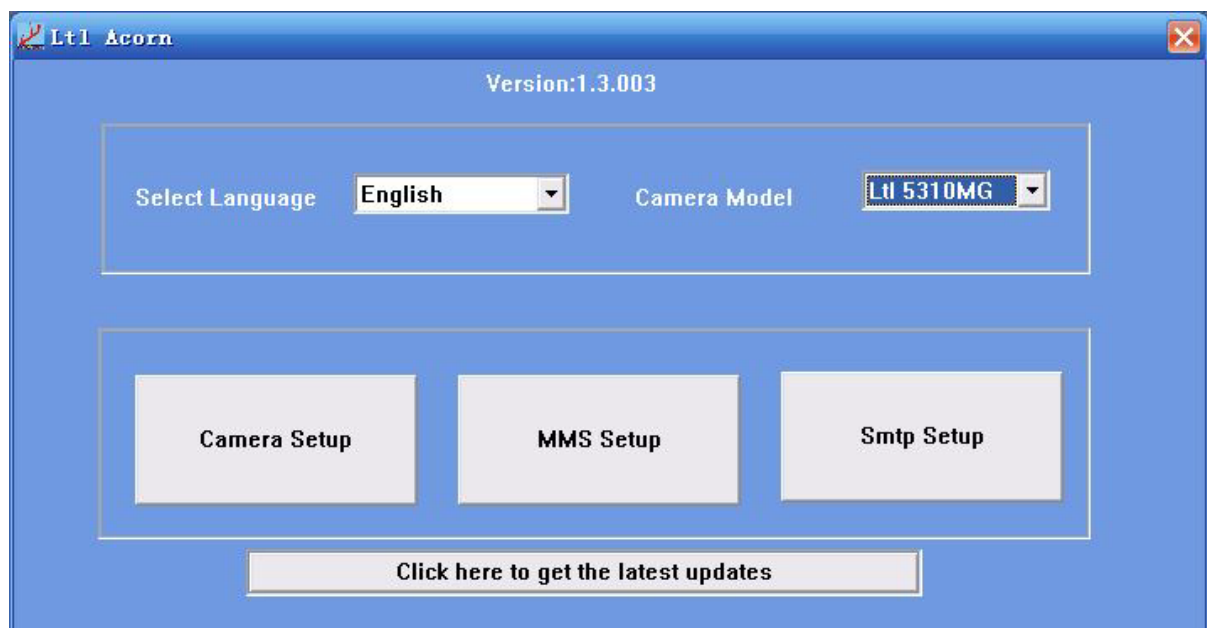 Ltl Acorn
Version:1.3.003
Select Language English Camera Model Ltl 5310MG
Camera Setup MMS Setup Smtp Setup
Click here to get the latest updates